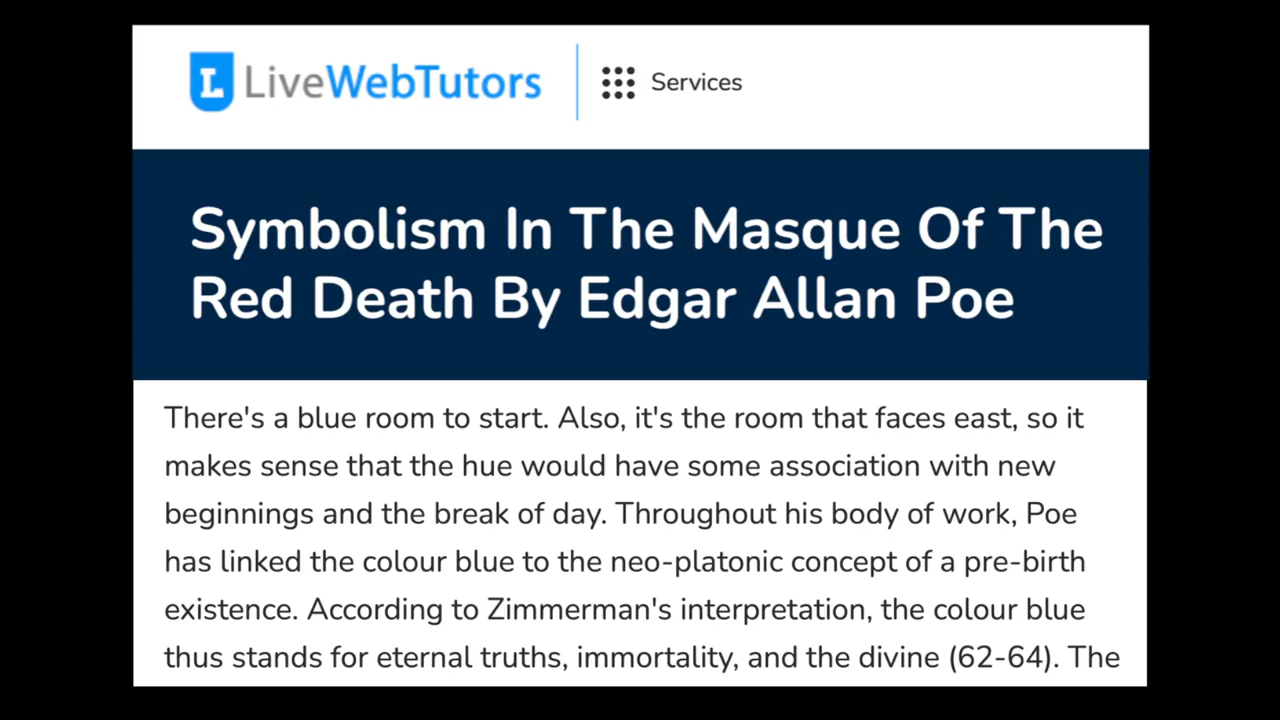 LiveWebTutors
Services
Symbolism In The Masque Of The
Red Death By Edgar Allan Poe
There's a blue room to start. Also, it's the room that faces east, so it
makes sense that the hue would have some association with new
beginnings and the break of day. Throughout his body of work, Poe
has linked the colour blue to the neo-platonic concept of a pre-birth
existence. According to Zimmerman's interpretation, the colour blue
thus stands for eternal truths, immortality, and the divine (62-64). The